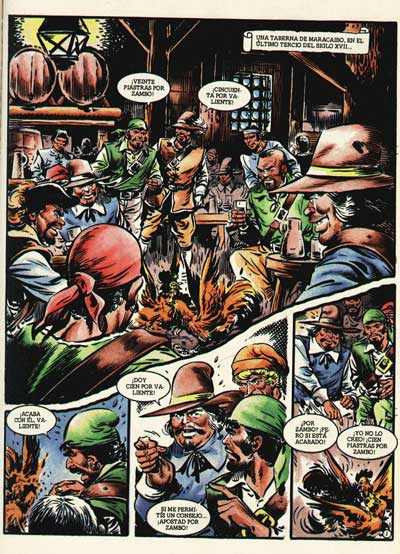 UNA TABERNA DE MARACAIBO, EN EL
ÚLTIMO TERCIO DEL SIGLO XVII...
¡VEINTE
PIASTRAS POR
ZAMBO!
¡CINCUEN-
TA POR VA-
LIENTE!
¡ACABA
CON ÉL, VA-
LIENTE!
¡DOY
CIEN POR VA-
LIENTE!
SI ME PERMI-
TÍS UN CONSEJO...
¡APOSTAD POR
ZAMBO!
¿POR
ZAMBO? ¡PE-
RO SI ESTÁ
ACABADO!
¡YO NO LO
CREO! ¡CIEN
PIASTRAS POR
ZAMBO!